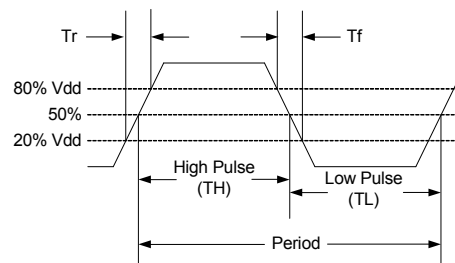 Tr
Tf
80% Vdd
50%
20% Vdd
High Pulse
(TH)
Low Pulse
(TL)
Period